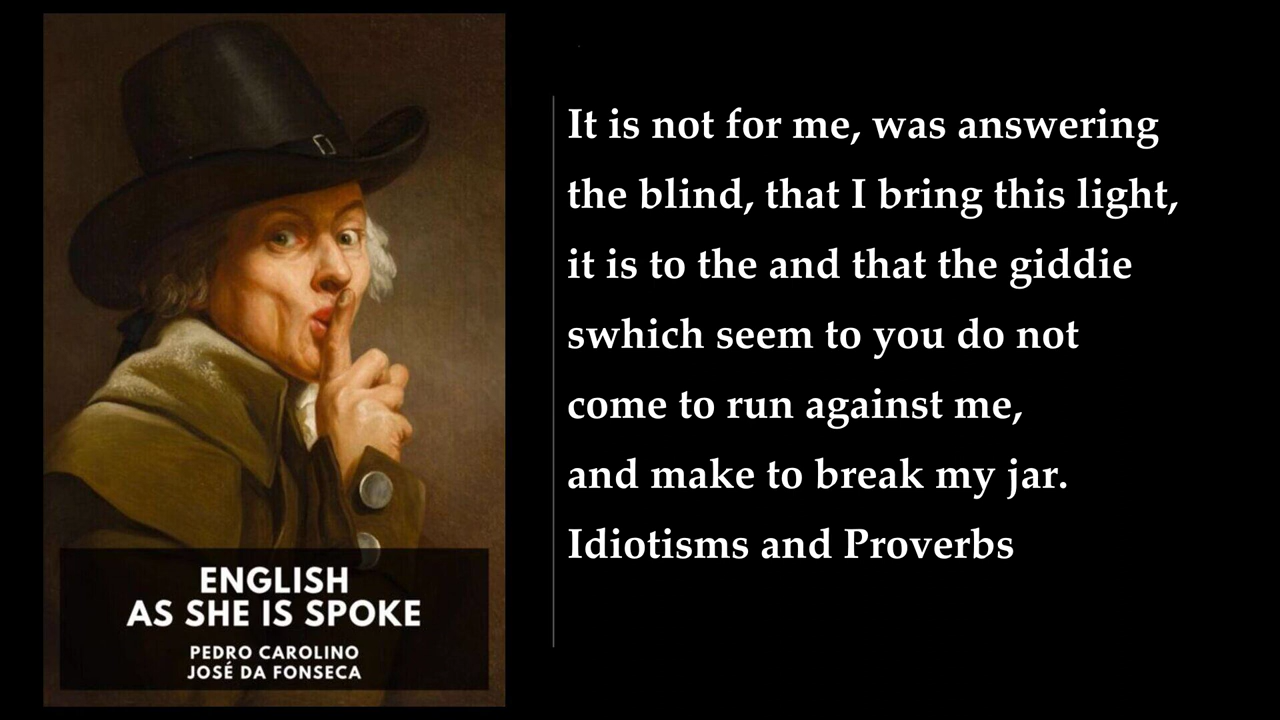 It is not for me, was answering
the blind, that I bring this light,
it is to the and that the giddie
swhich seem to you do not
come to run against me,
and make to break my jar.
Idiotisms and Proverbs
ENGLISH
AS SHE IS SPOKE
PEDRO CAROLINO
JOSÉ DA FONSECA